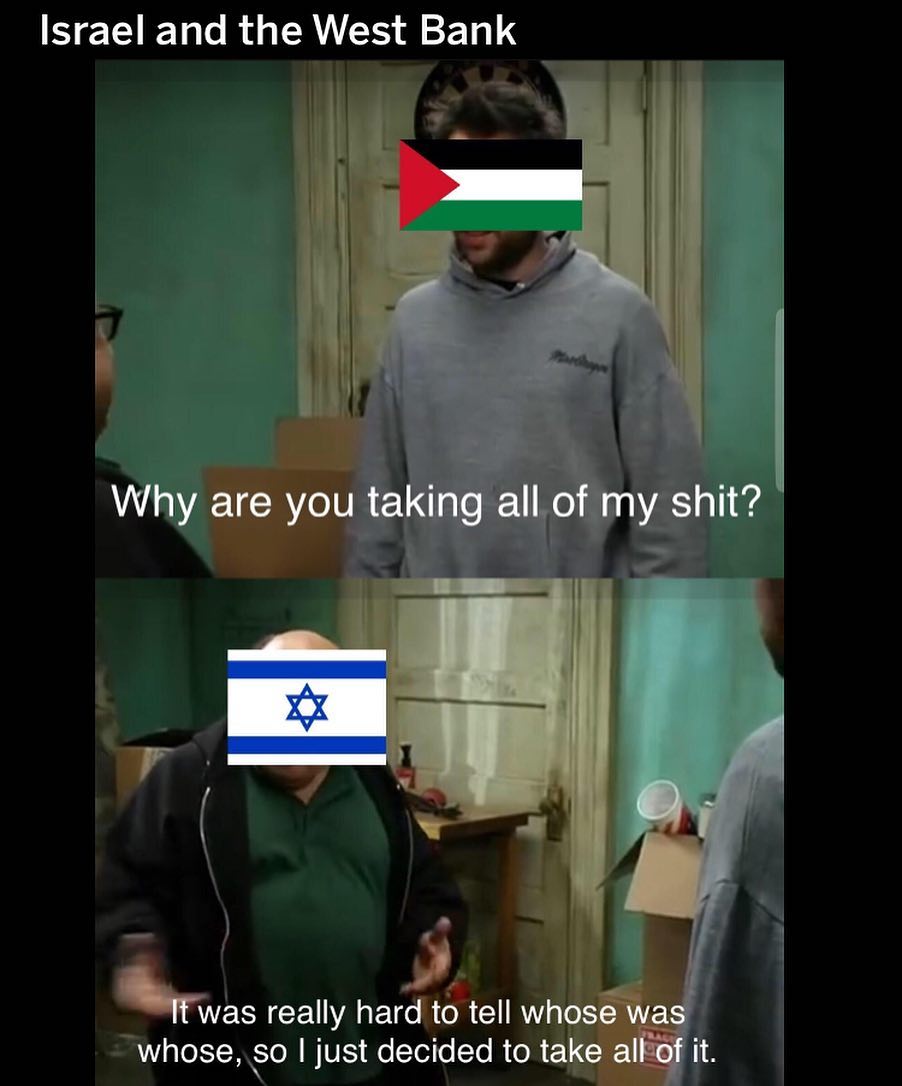 Israel and the West Bank
Why are you taking all of my shit?
It was really hard to tell whose was
whose, so I just decided to take all of it.